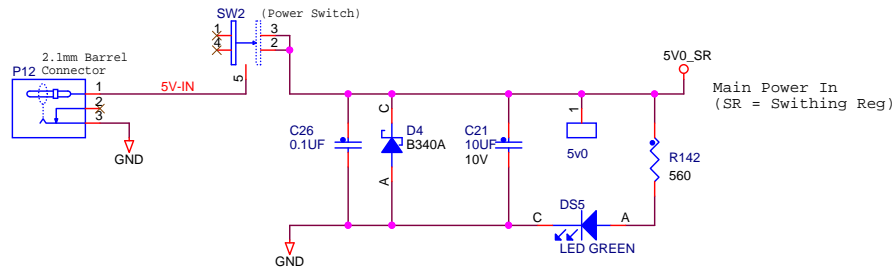 SW2
(Power Switch)
1
4
3
2
5
2.1mm Barrel
Connector
P12
1
2
3
5V-IN
GND
5V0_SR
Main Power In
(SR = Swithing Reg)
C26
0.1UF
C
D4
B340A
A
C21
10UF
10V
1
5v0
R142
560
DS5
C
A
LED GREEN
GND